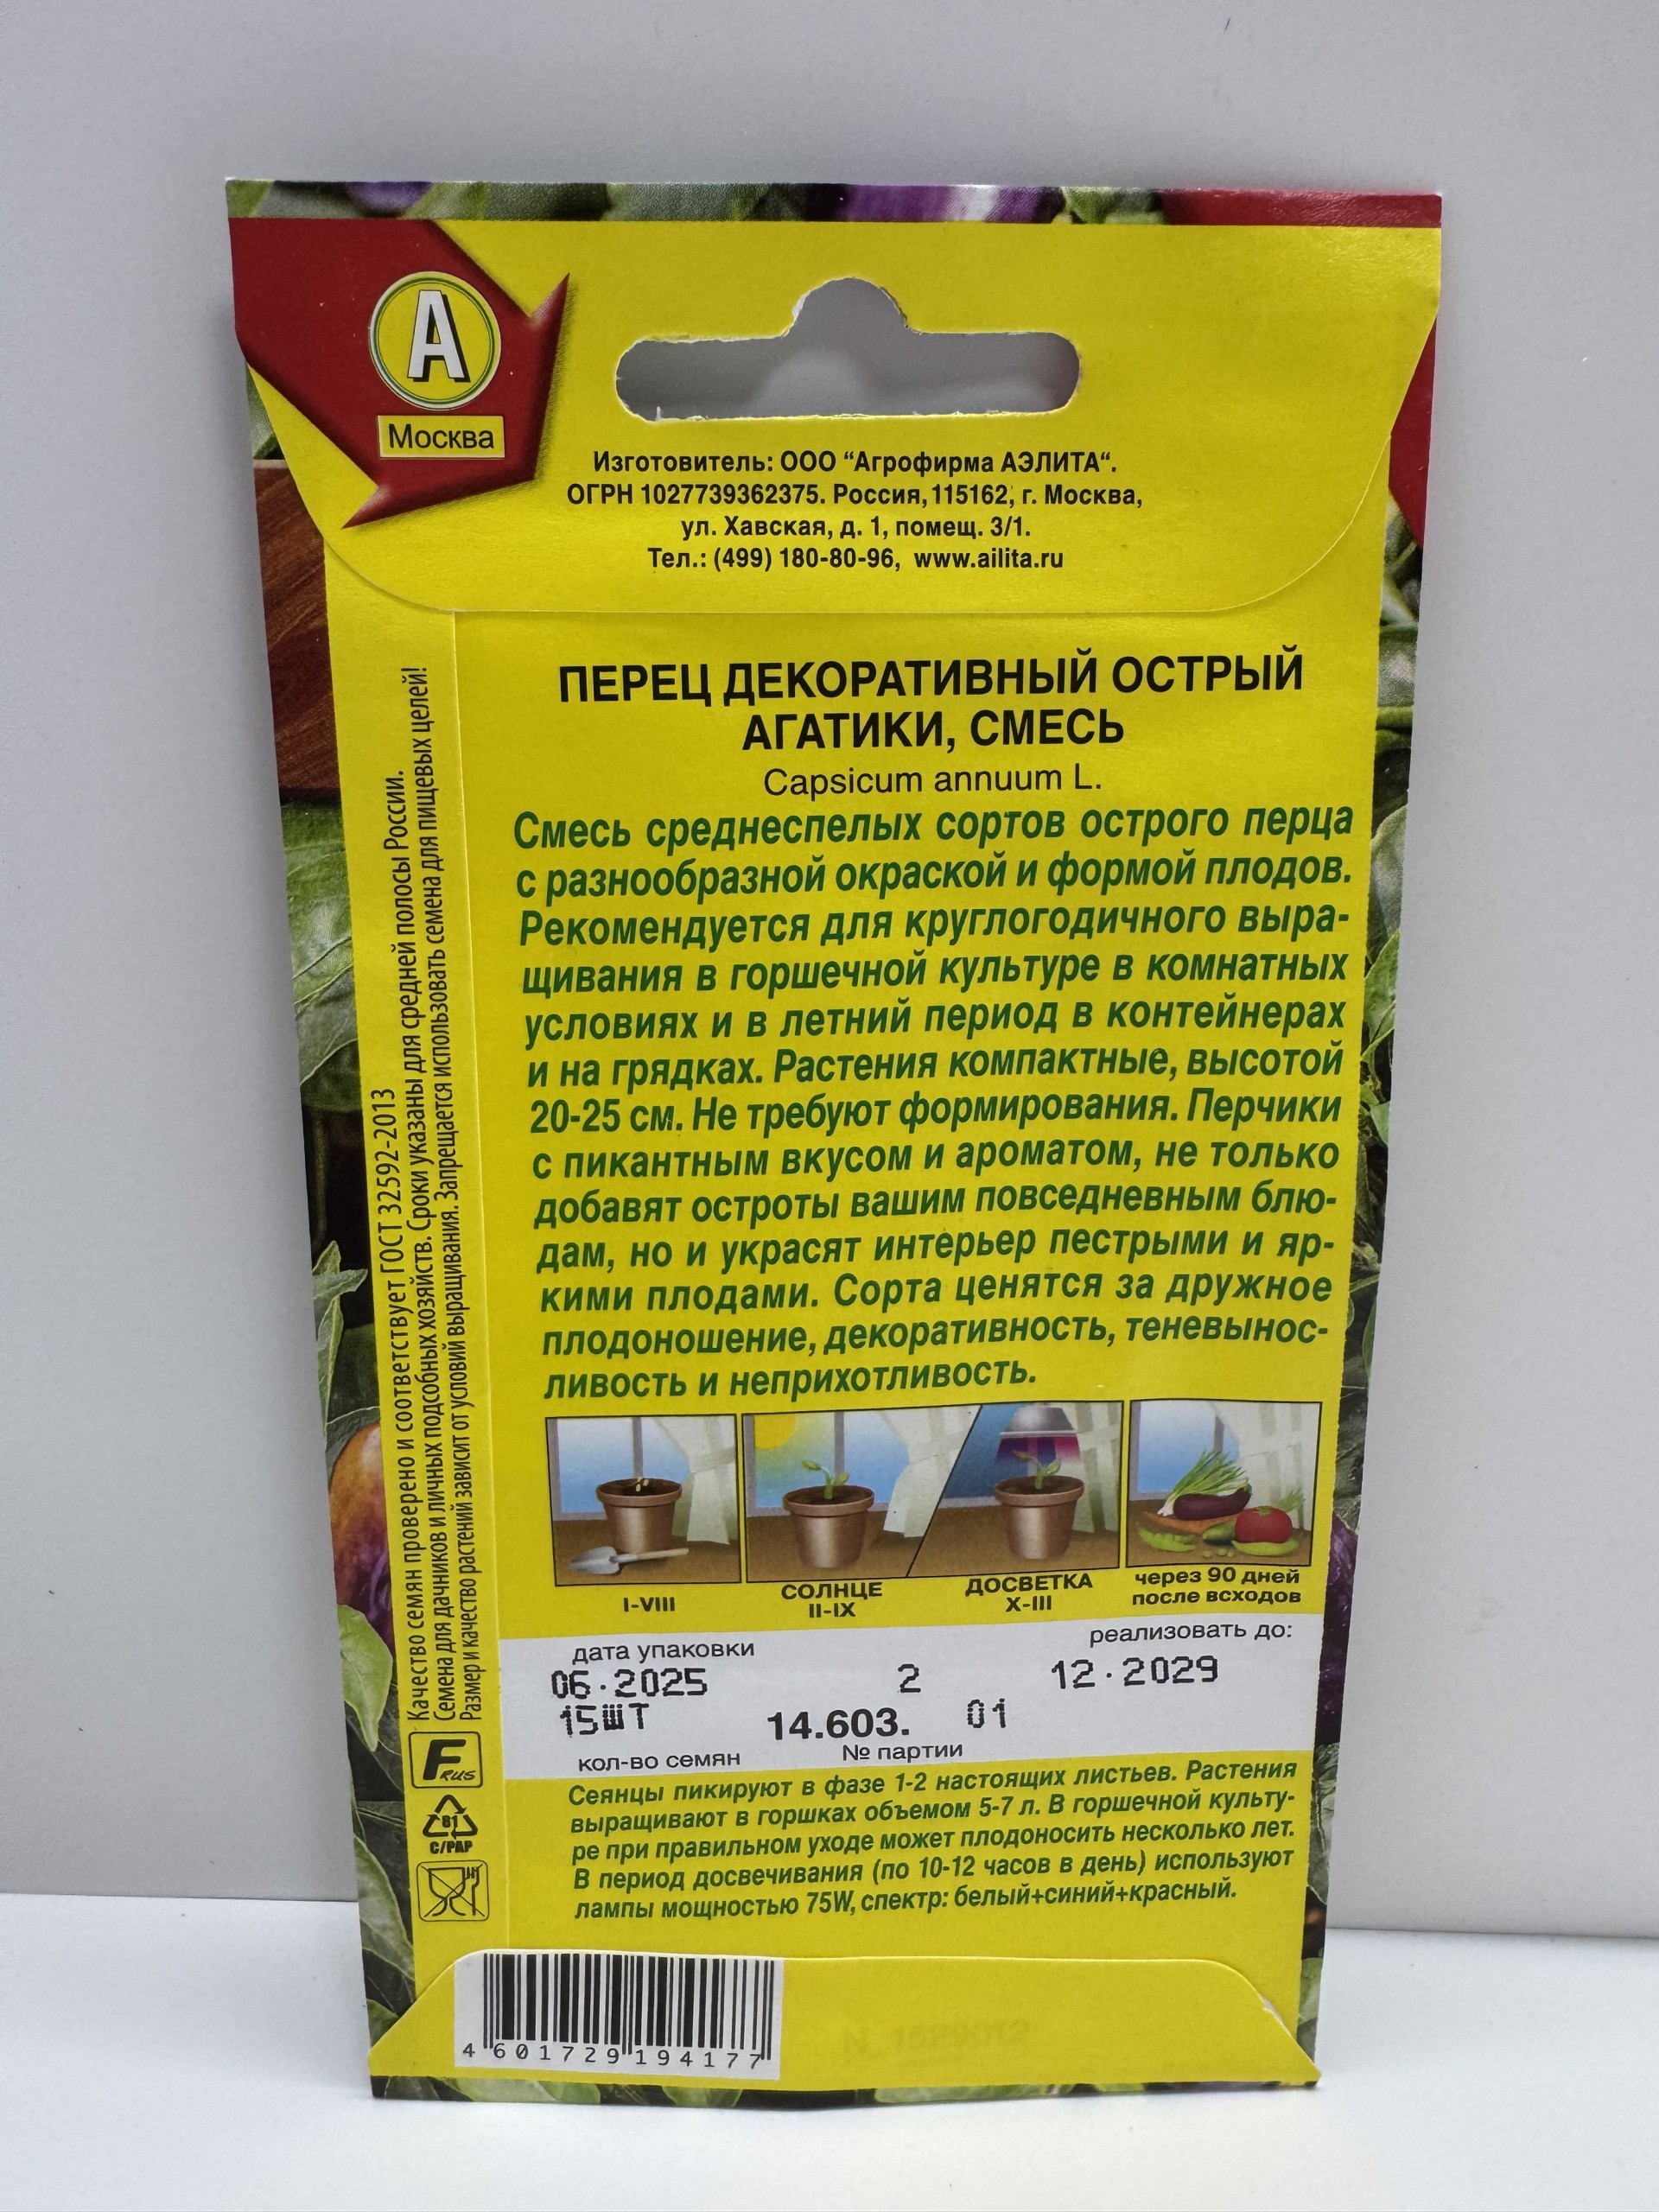 А
Москва
Изготовитель: ООО “Агрофирма АЭЛИТА“.
ОГРН 1027739362375. Россия, 115162, г. Москва,
ул. Хавская, д. 1, помещ. 3/1.
Тел.: (499) 180-80-96, www.ailita.ru
ПЕРЕЦ ДЕКОРАТИВНЫЙ ОСТРЫЙ
АГАТИКИ, СМЕСЬ
Capsicum annuum L.
Смесь среднеспелых сортов острого перца
с разнообразной окраской и формой плодов.
Рекомендуется для круглогодичного выра-
щивания в горшечной культуре в комнатных
условиях и в летний период в контейнерах
и на грядках. Растения компактные, высотой
20-25 см. Не требуют формирования. Перчики
с пикантным вкусом и ароматом, не только
добавят остроты вашим повседневным блю-
дам, но и украсят интерьер пестрыми и яр-
кими плодами. Сорта ценятся за дружное
плодоношение, декоративность, теневынос-
ливость и неприхотливость.
I-VIII
СОЛНЦЕ
II-IX
ДОСВЕТКА
X-III
через 90 дней
после всходов
дата упаковки
реализовать до:
06.2025 2 12.2029
15ШТ 14.603. 01
кол-во семян № партии
Сеянцы пикируют в фазе 1-2 настоящих листьев. Растения
выращивают в горшках объемом 5-7 л. В горшечной культу-
ре при правильном уходе может плодоносить несколько лет.
В период досвечивания (по 10-12 часов в день) используют
лампы мощностью 75W, спектр: белый+синий+красный.
Качество семян проверено и соответствует ГОСТ 32592-2013
Семена для дачников и личных подсобных хозяйств. Сроки указаны для средней полосы России.
Размер и качество растений зависит от условий выращивания. Запрещается использовать семена для пищевых целей!
F RUS
81
C/PAP
4 601729 194177